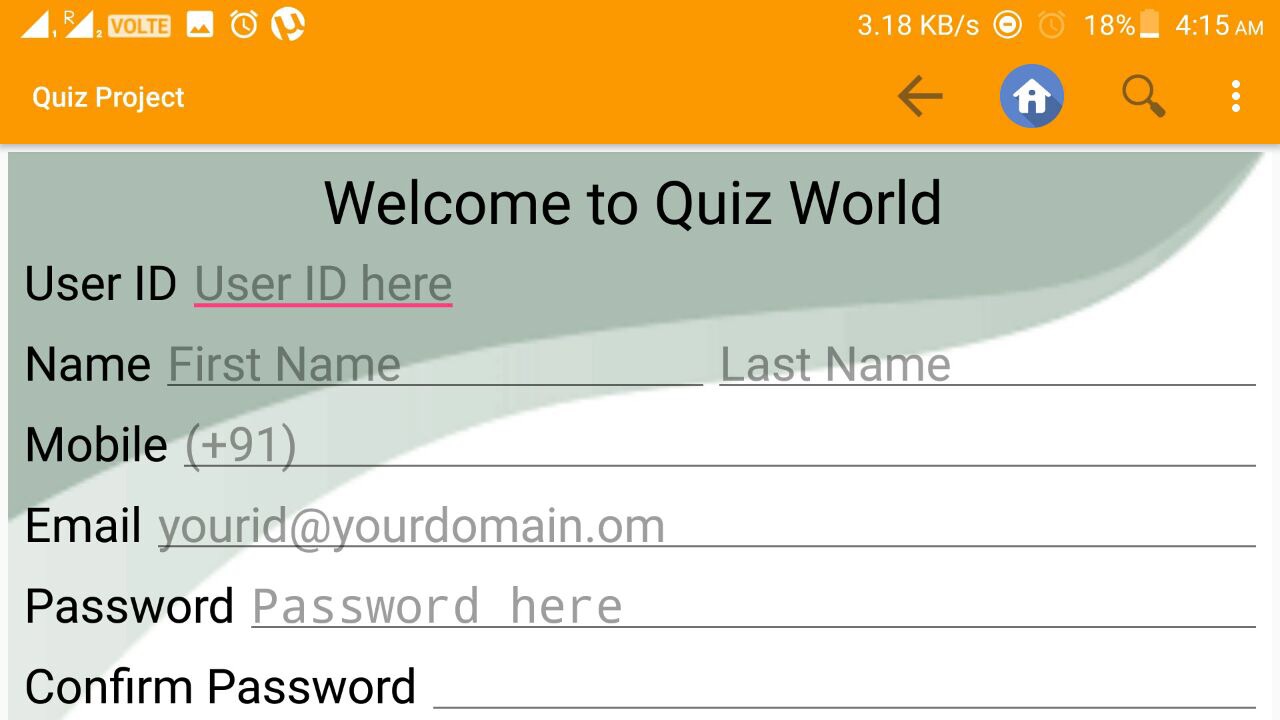 R 1 2 VOLTE 3.18 KB/s 18% 4:15 AM
Quiz Project
Welcome to Quiz World
User ID User ID here
Name First Name Last Name
Mobile (+91)
Email yourid@yourdomain.om
Password Password here
Confirm Password